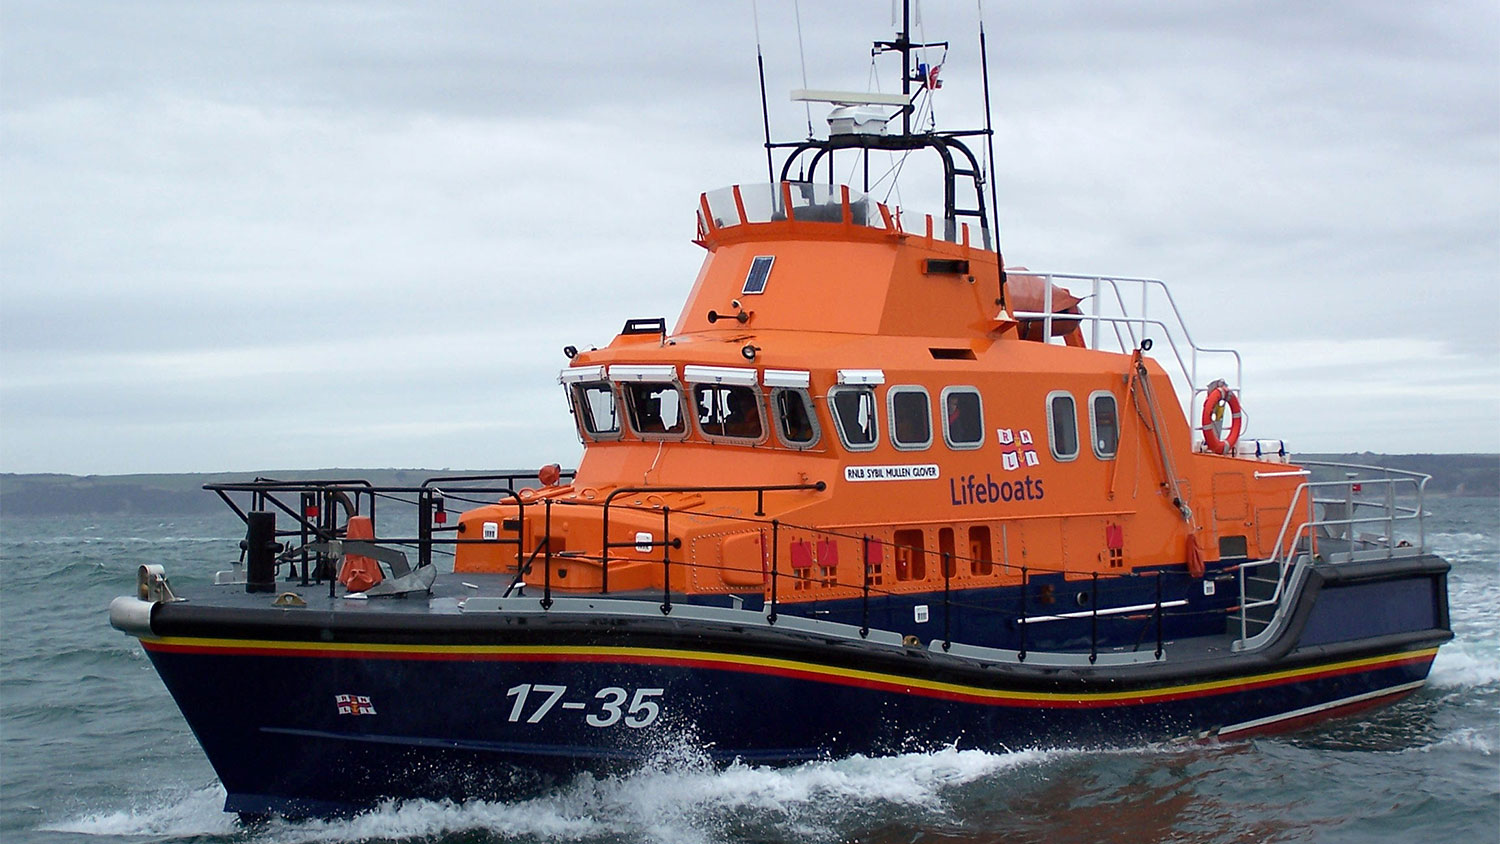 RNLB SYBIL MULLEN GLOVER
R N
L I
Lifeboats
R N
L I
17-35